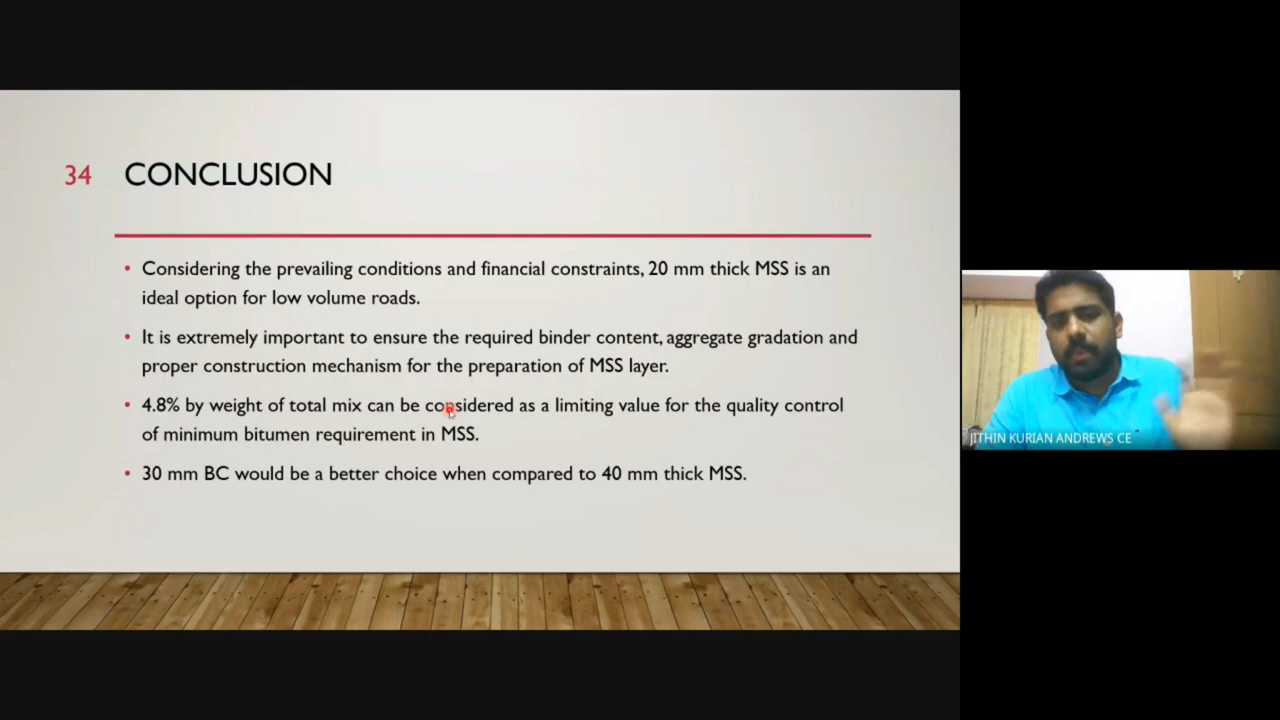 34 CONCLUSION
• Considering the prevailing conditions and financial constraints, 20 mm thick MSS is an
ideal option for low volume roads.
• It is extremely important to ensure the required binder content, aggregate gradation and
proper construction mechanism for the preparation of MSS layer.
• 4.8% by weight of total mix can be considered as a limiting value for the quality control
of minimum bitumen requirement in MSS.
• 30 mm BC would be a better choice when compared to 40 mm thick MSS.
JITHIN KURIAN ANDREWS CE